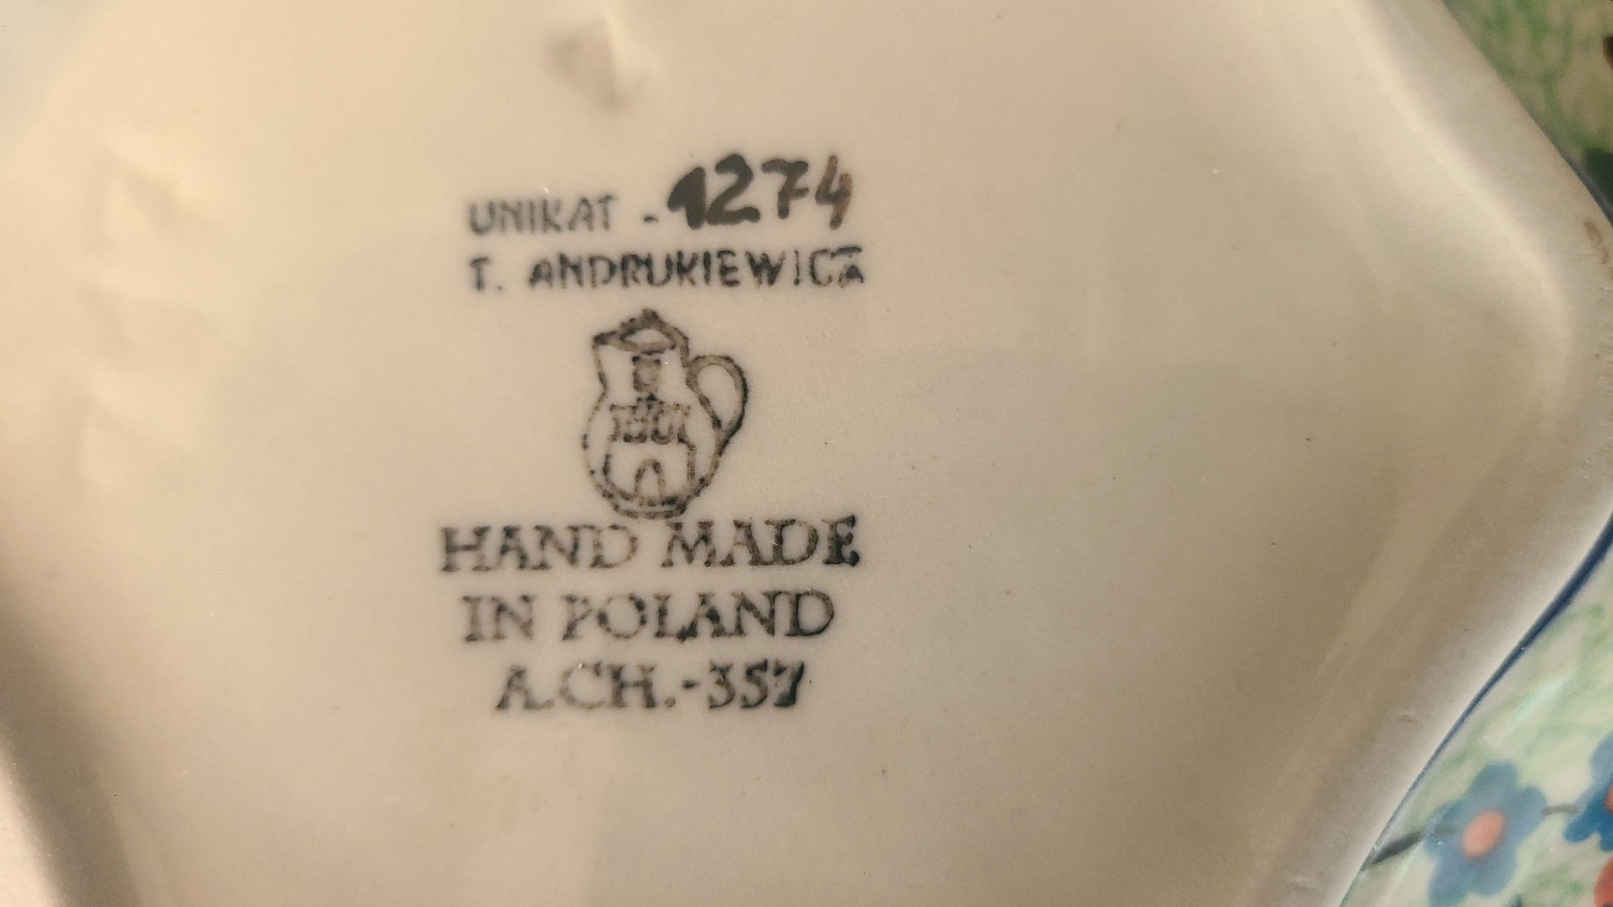 UNIKAT - 1274
T. ANDRUKIEWICZ
HAND MADE
IN POLAND
A.CH.-357